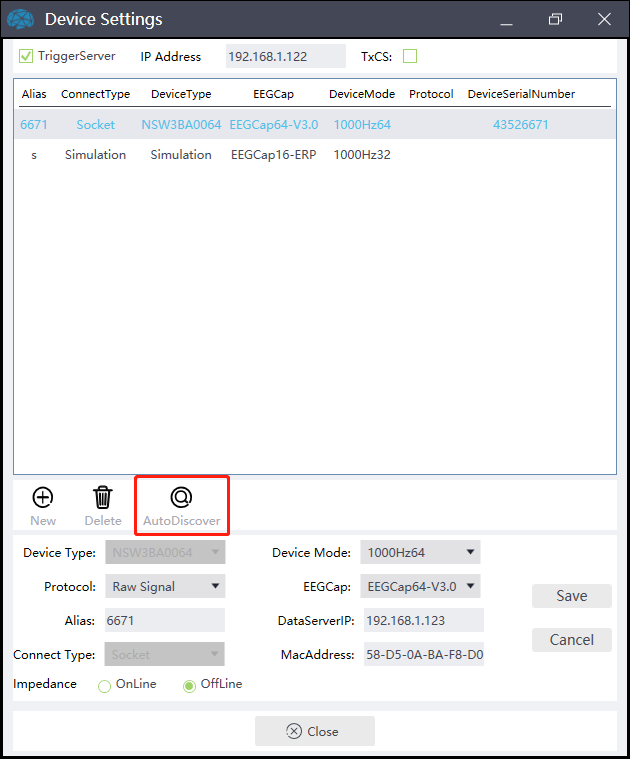 Device Settings
TriggerServer IP Address 192.168.1.122 TxCS:
Alias ConnectType DeviceType EEGCap DeviceMode Protocol DeviceSerialNumber
6671 Socket NSW3BA0064 EEGCap64-V3.0 1000Hz64 43526671
s Simulation Simulation EEGCap16-ERP 1000Hz32
New Delete AutoDiscover
Device Type: NSW3BA0064 Device Mode: 1000Hz64
Protocol: Raw Signal EEGCap: EEGCap64-V3.0
Save
Alias: 6671 DataServerIP: 192.168.1.123
Cancel
Connect Type: Socket MacAddress: 58-D5-0A-BA-F8-D0
Impedance OnLine OffLine
Close